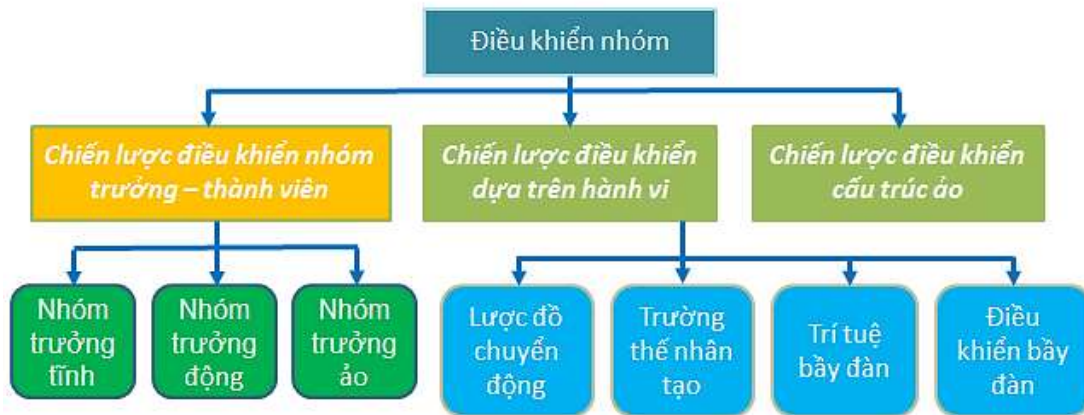 Điều khiển nhóm
Chiến lược điều khiển nhóm
trưởng – thành viên
Chiến lược điều khiển
dựa trên hành vi
Chiến lược điều khiển
cấu trúc ảo
Nhóm
trưởng
tĩnh
Nhóm
trưởng
động
Nhóm
trưởng
ảo
Lược đồ
chuyển
động
Trường
thế nhân
tạo
Trí tuệ
bầy đàn
Điều
khiển bầy
đàn